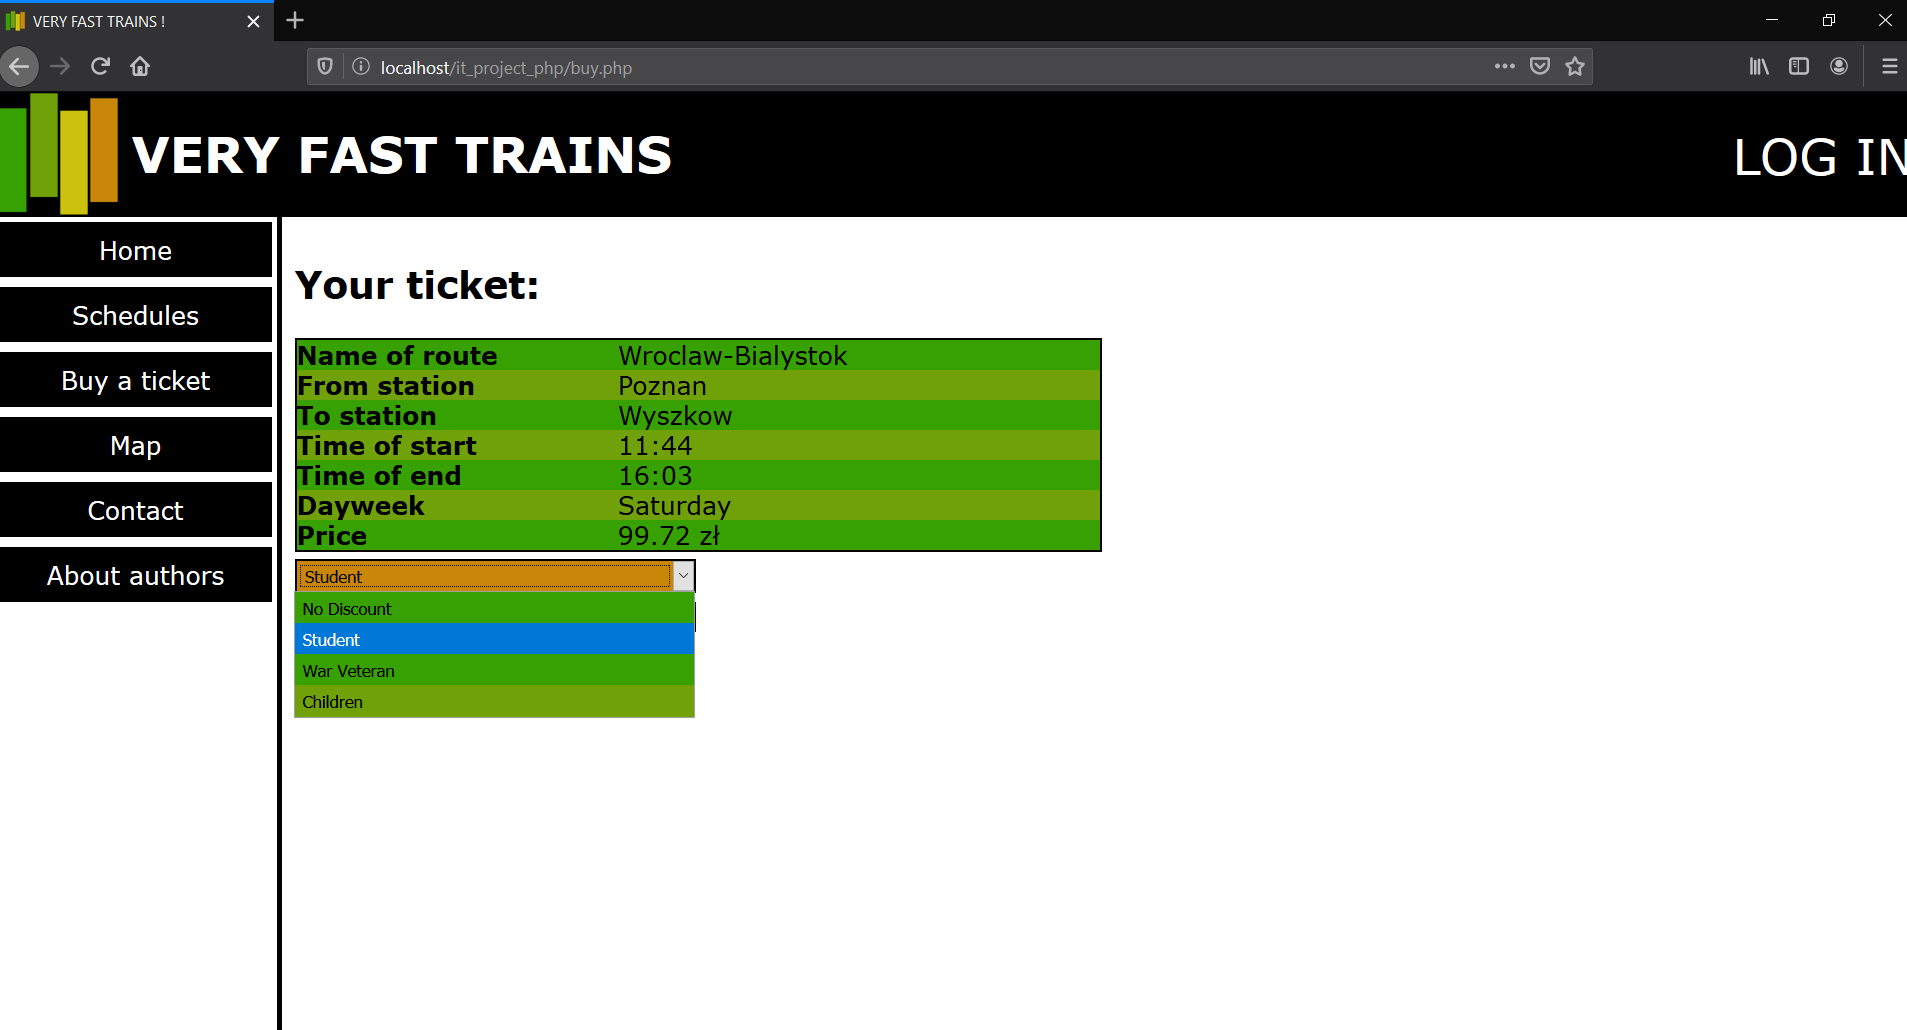 VERY FAST TRAINS !
localhost/it_project_php/buy.php
VERY FAST TRAINS
LOG IN
Home
Schedules
Buy a ticket
Map
Contact
About authors
Your ticket:
Name of route Wroclaw-Bialystok
From station Poznan
To station Wyszkow
Time of start 11:44
Time of end 16:03
Dayweek Saturday
Price 99.72 zł
Student
No Discount
Student
War Veteran
Children